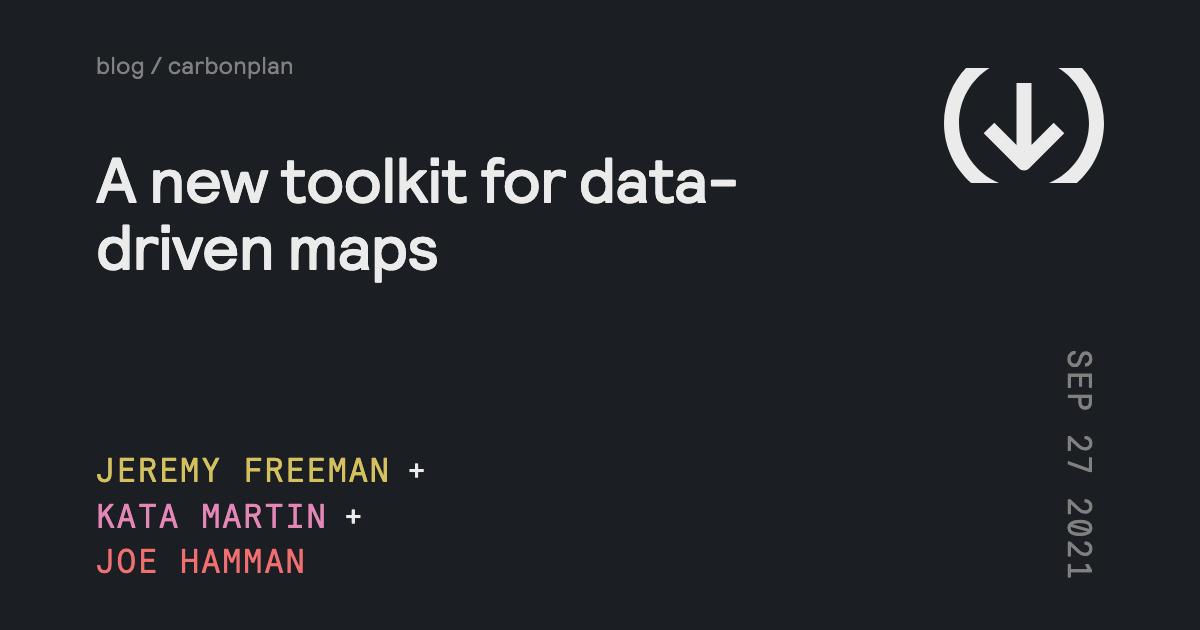 blog / carbonplan
A new toolkit for data-
driven maps
JEREMY FREEMAN +
KATA MARTIN +
JOE HAMMAN
SEP 27 2021